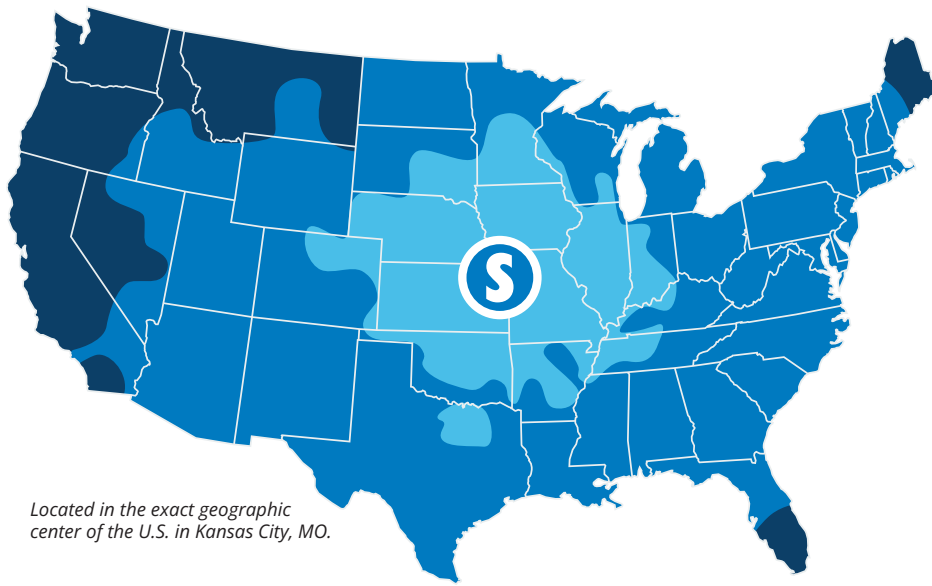 S
Located in the exact geographic
center of the U.S. in Kansas City, MO.